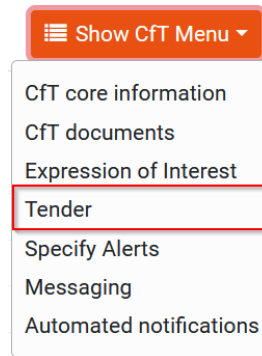 Show CfT Menu
CfT core information
CfT documents
Expression of Interest
Tender
Specify Alerts
Messaging
Automated notifications